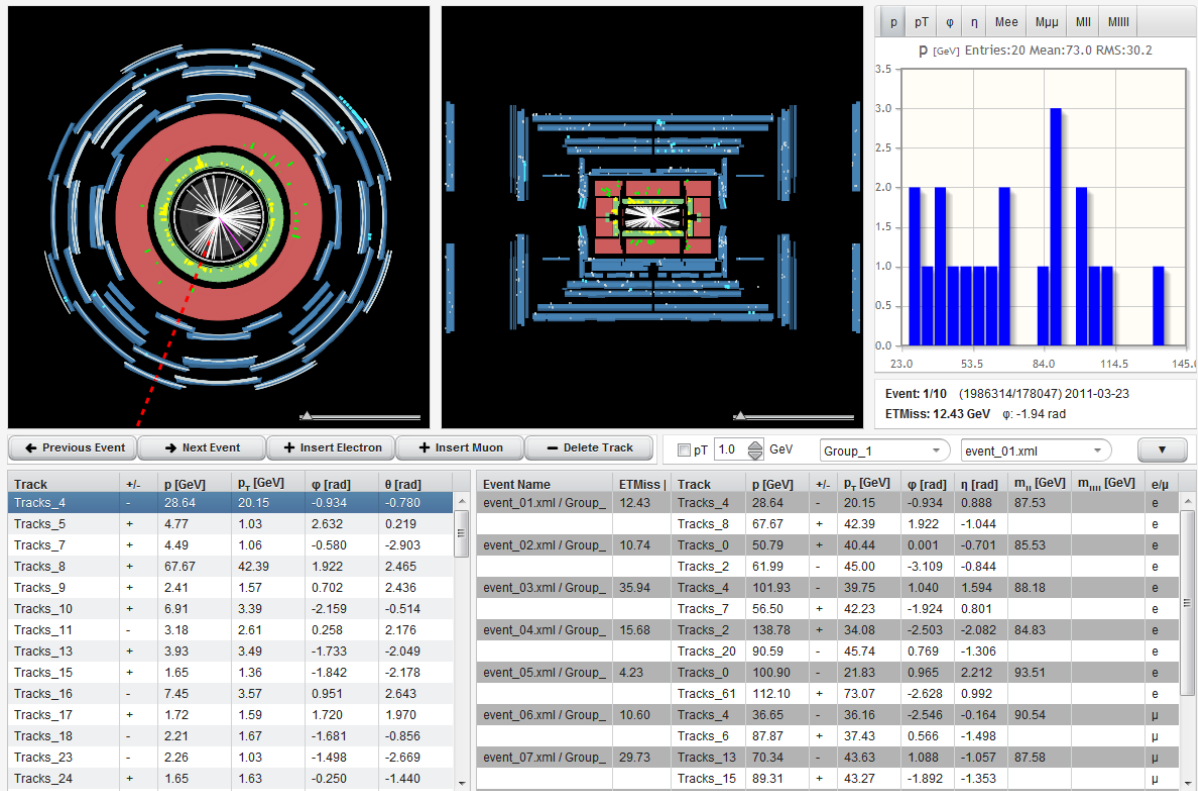 p pT φ η Mee Mμμ Mll Mllll
p [GeV] Entries:20 Mean:73.0 RMS:30.2
3.5
3.0
2.5
2.0
1.5
1.0
0.5
0.0
23.0 53.5 84.0 114.5 145.0
Event: 1/10 (1986314/178047) 2011-03-23
ETMiss: 12.43 GeV φ: -1.94 rad
Previous Event Next Event Insert Electron Insert Muon Delete Track pT 1.0 GeV Group_1 event_01.xml
Track +/- p [GeV] pT [GeV] φ [rad] θ [rad]
Tracks_4 - 28.64 20.15 -0.934 -0.780
Tracks_5 + 4.77 1.03 2.632 0.219
Tracks_7 + 4.49 1.06 -0.580 -2.903
Tracks_8 + 67.67 42.39 1.922 2.465
Tracks_9 + 2.41 1.57 0.702 2.436
Tracks_10 + 6.91 3.39 -2.159 -0.514
Tracks_11 - 3.18 2.61 0.258 2.176
Tracks_13 + 3.93 3.49 -1.733 -2.049
Tracks_15 + 1.65 1.36 -1.842 -2.178
Tracks_16 - 7.45 3.57 0.951 2.643
Tracks_17 + 1.72 1.59 1.720 1.970
Tracks_18 - 2.21 1.67 -1.681 -0.856
Tracks_23 - 2.26 1.03 -1.498 -2.669
Tracks_24 + 1.65 1.63 -0.250 -1.440
Event Name ETMiss | Track p [GeV] +/- pT [GeV] φ [rad] η [rad] mll [GeV] mllll [GeV] e/μ
event_01.xml / Group_ 12.43 Tracks_4 28.64 - 20.15 -0.934 0.888 87.53 e
Tracks_8 67.67 + 42.39 1.922 -1.044 e
event_02.xml / Group_ 10.74 Tracks_0 50.79 + 40.44 0.001 -0.701 85.53 e
Tracks_2 61.99 - 45.00 -3.109 -0.844 e
event_03.xml / Group_ 35.94 Tracks_4 101.93 - 39.75 1.040 1.594 88.18 e
Tracks_7 56.50 + 42.23 -1.924 0.801 e
event_04.xml / Group_ 15.68 Tracks_2 138.78 + 34.08 -2.503 -2.082 84.83 e
Tracks_20 90.59 - 45.74 0.769 -1.306 e
event_05.xml / Group_ 4.23 Tracks_0 100.90 - 21.83 0.965 2.212 93.51 e
Tracks_61 112.10 + 73.07 -2.628 0.992 e
event_06.xml / Group_ 10.60 Tracks_4 36.65 - 36.16 -2.546 -0.164 90.54 μ
Tracks_6 87.87 + 37.43 0.566 -1.498 μ
event_07.xml / Group_ 29.73 Tracks_13 70.34 - 43.63 1.088 -1.057 87.58 μ
Tracks_15 89.31 + 43.27 -1.892 -1.353 μ